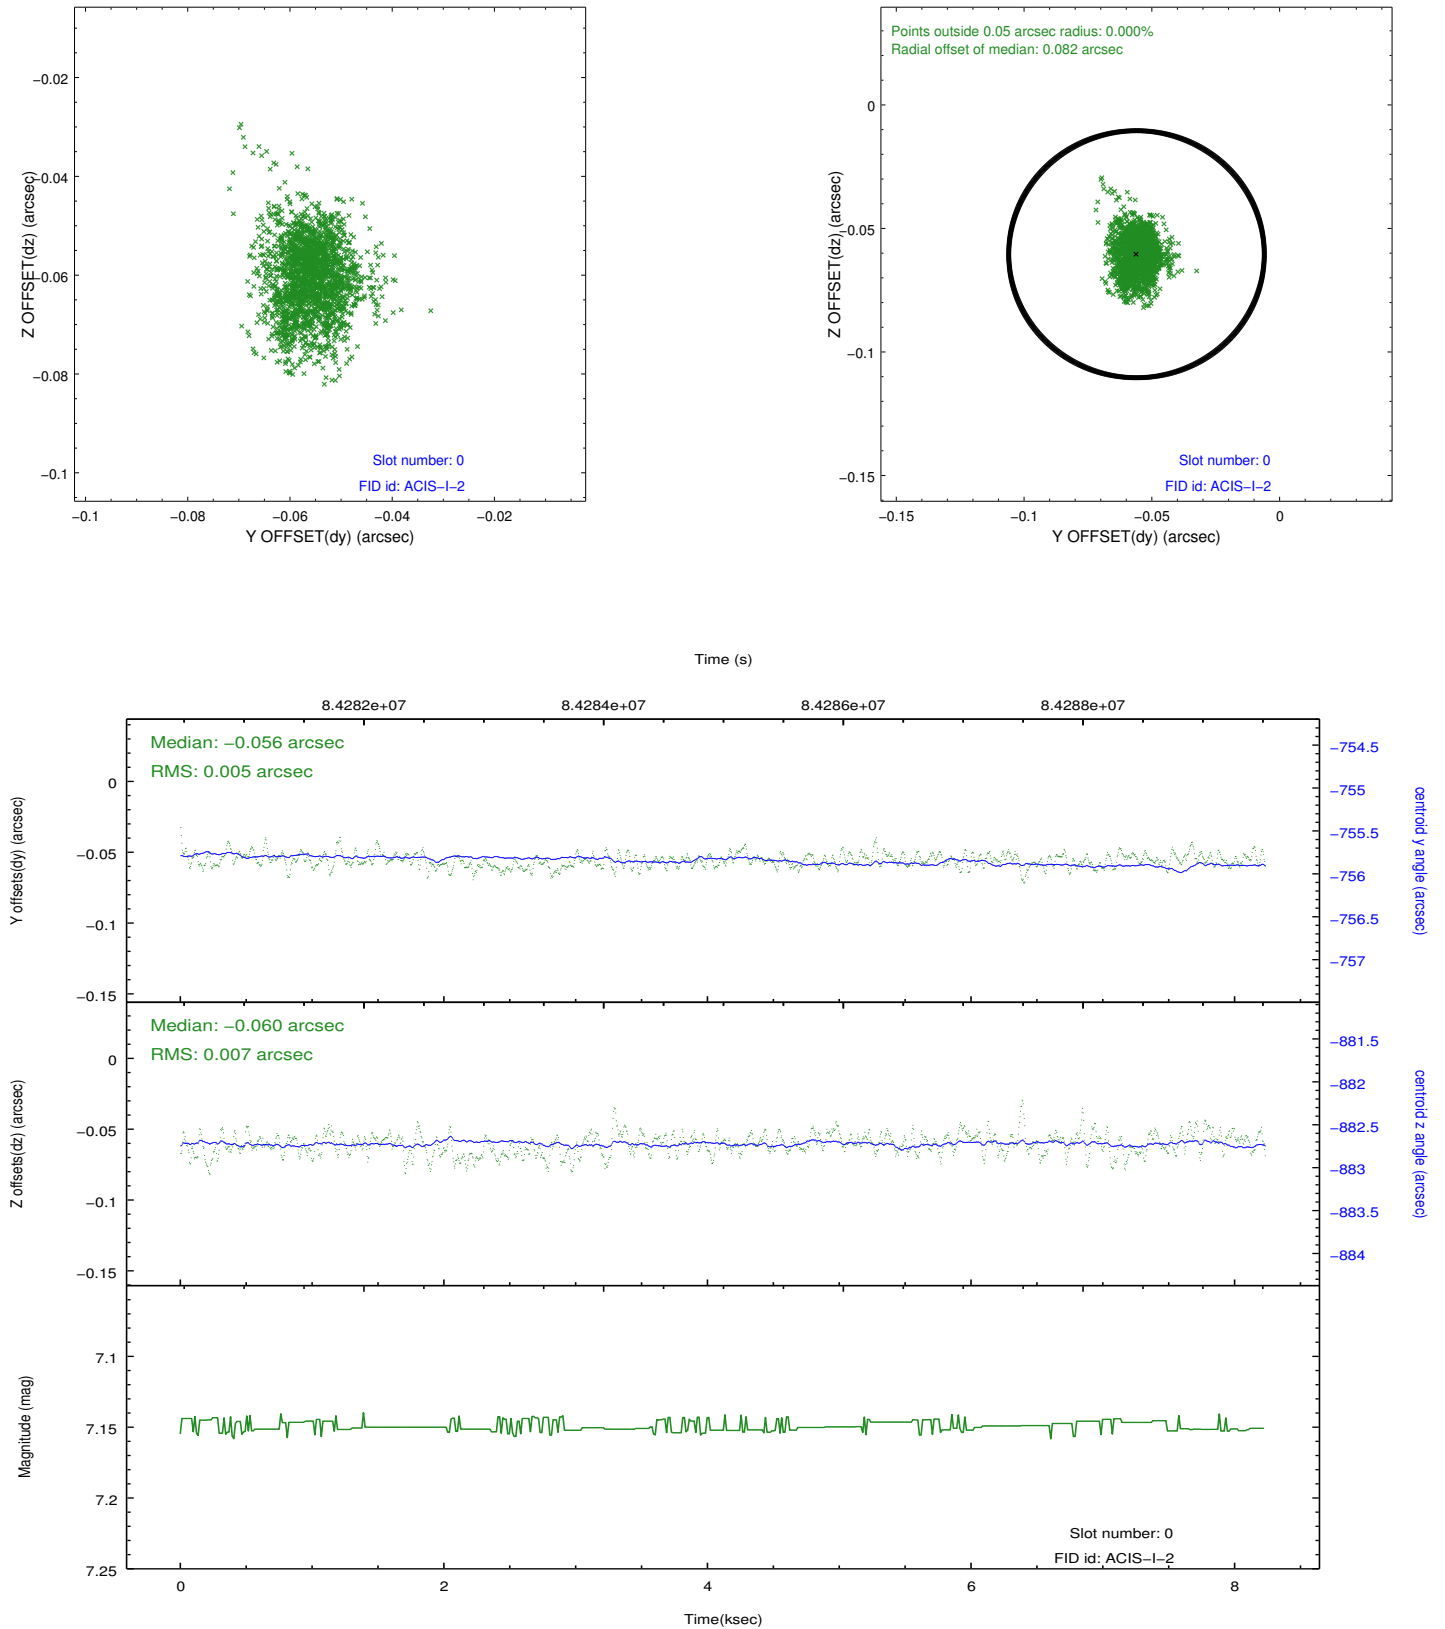 −0.02
−0.04
−0.06
−0.08
−0.1
Z OFFSET(dz) (arcsec)
Slot number: 0
FID id: ACIS−I−2
−0.1
−0.08
−0.06
−0.04
−0.02
Y OFFSET(dy) (arcsec)
Points outside 0.05 arcsec radius: 0.000%
Radial offset of median: 0.082 arcsec
0
−0.05
−0.1
−0.15
Z OFFSET(dz) (arcsec)
Slot number: 0
FID id: ACIS−I−2
−0.15
−0.1
−0.05
0
Y OFFSET(dy) (arcsec)
Time (s)
8.4282e+07
8.4284e+07
8.4286e+07
8.4288e+07
Median: −0.056 arcsec
RMS: 0.005 arcsec
0
−0.05
−0.1
−0.15
Y offsets(dy) (arcsec)
−754.5
−755
−755.5
−756
−756.5
−757
centroid y angle (arcsec)
Median: −0.060 arcsec
RMS: 0.007 arcsec
0
−0.05
−0.1
−0.15
Z offsets(dz) (arcsec)
−881.5
−882
−882.5
−883
−883.5
−884
centroid z angle (arcsec)
7.1
7.15
7.2
7.25
Magnitude (mag)
Slot number: 0
FID id: ACIS−I−2
0
2
4
6
8
Time(ksec)